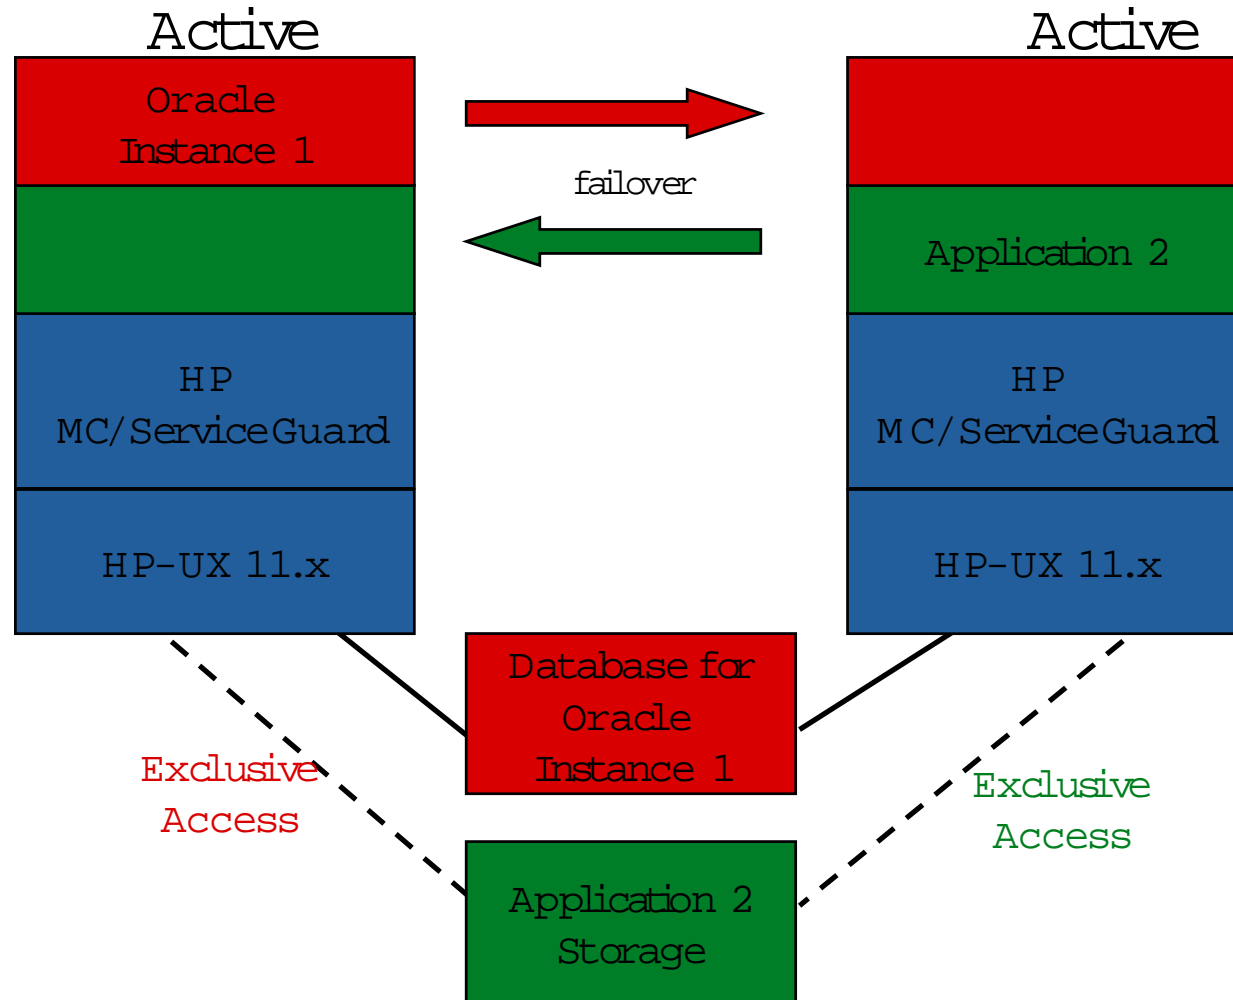 Active
Active
Oracle
Instance 1
failover
Application 2
HP
MC/ServiceGuard
HP
MC/ServiceGuard
HP-UX 11.x
HP-UX 11.x
Database for
Oracle
Instance 1
Exclusive
Access
Exclusive
Access
Application 2
Storage